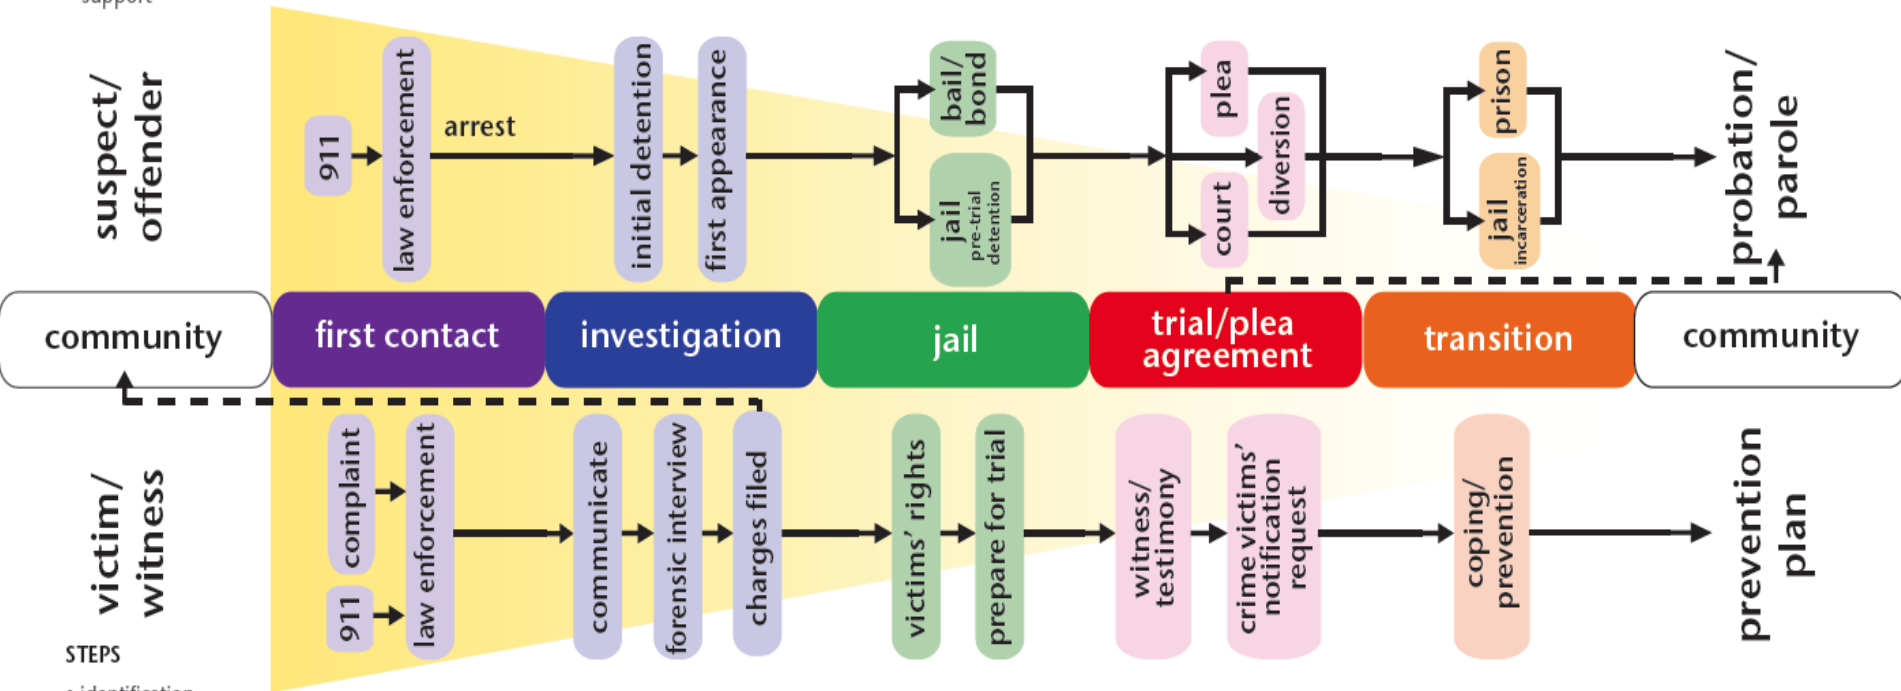 support
suspect/
offender
911
law enforcement
arrest
initial detention
first appearance
bail/
bond
jail
pre-trial
detention
plea
diversion
court
prison
jail
incarceration
probation/
parole
community
first contact
investigation
jail
trial/plea
agreement
transition
community
victim/
witness
complaint
911
law enforcement
communicate
forensic interview
charges filed
victims’ rights
prepare for trial
witness/
testimony
crime victims’
notification
request
coping/
prevention
prevention
plan
STEPS
• identification